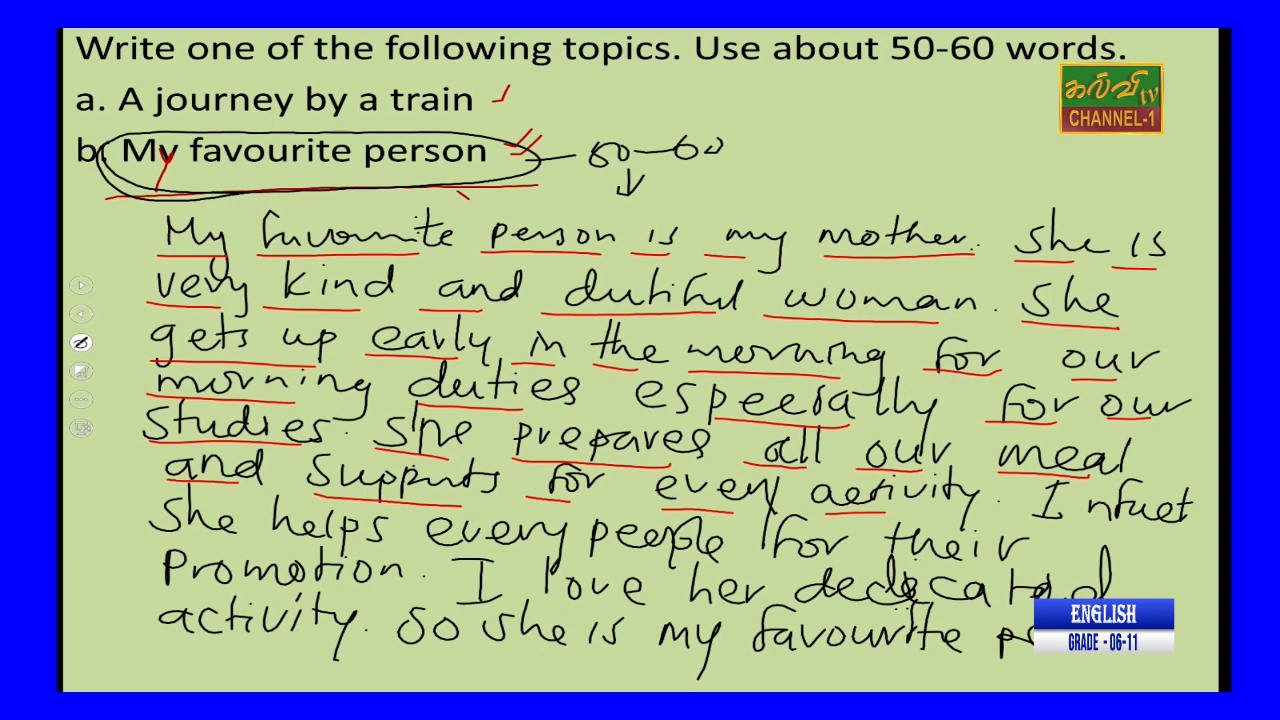 Write one of the following topics. Use about 50-60 words.
a. A journey by a train
b. My favourite person
50-60
கல்வி tv
CHANNEL-1
My favourite person is my mother. She is
very kind and dutiful woman. She
gets up early in the morning for our
morning duties especially for our
studies. She prepares all our meal
and supports for every activity. Infact
She helps every people for their
Promotion. I love her dedicated
activity. So she is my favourite
ENGLISH
GRADE - 06-11